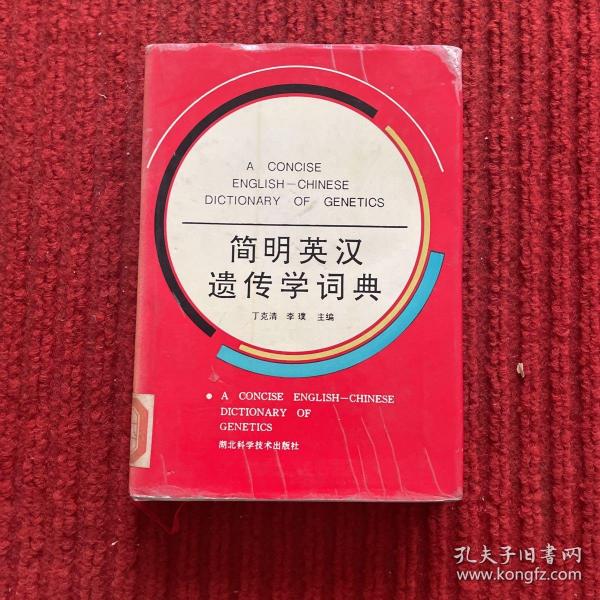 A CONCISE
ENGLISH—CHINESE
DICTIONARY OF GENETICS
简明英汉
遗传学词典
丁克清 李璞 主编
A CONCISE ENGLISH—CHINESE
DICTIONARY OF
GENETICS
湖北科学技术出版社
孔夫子旧书网
www.kongfz.com